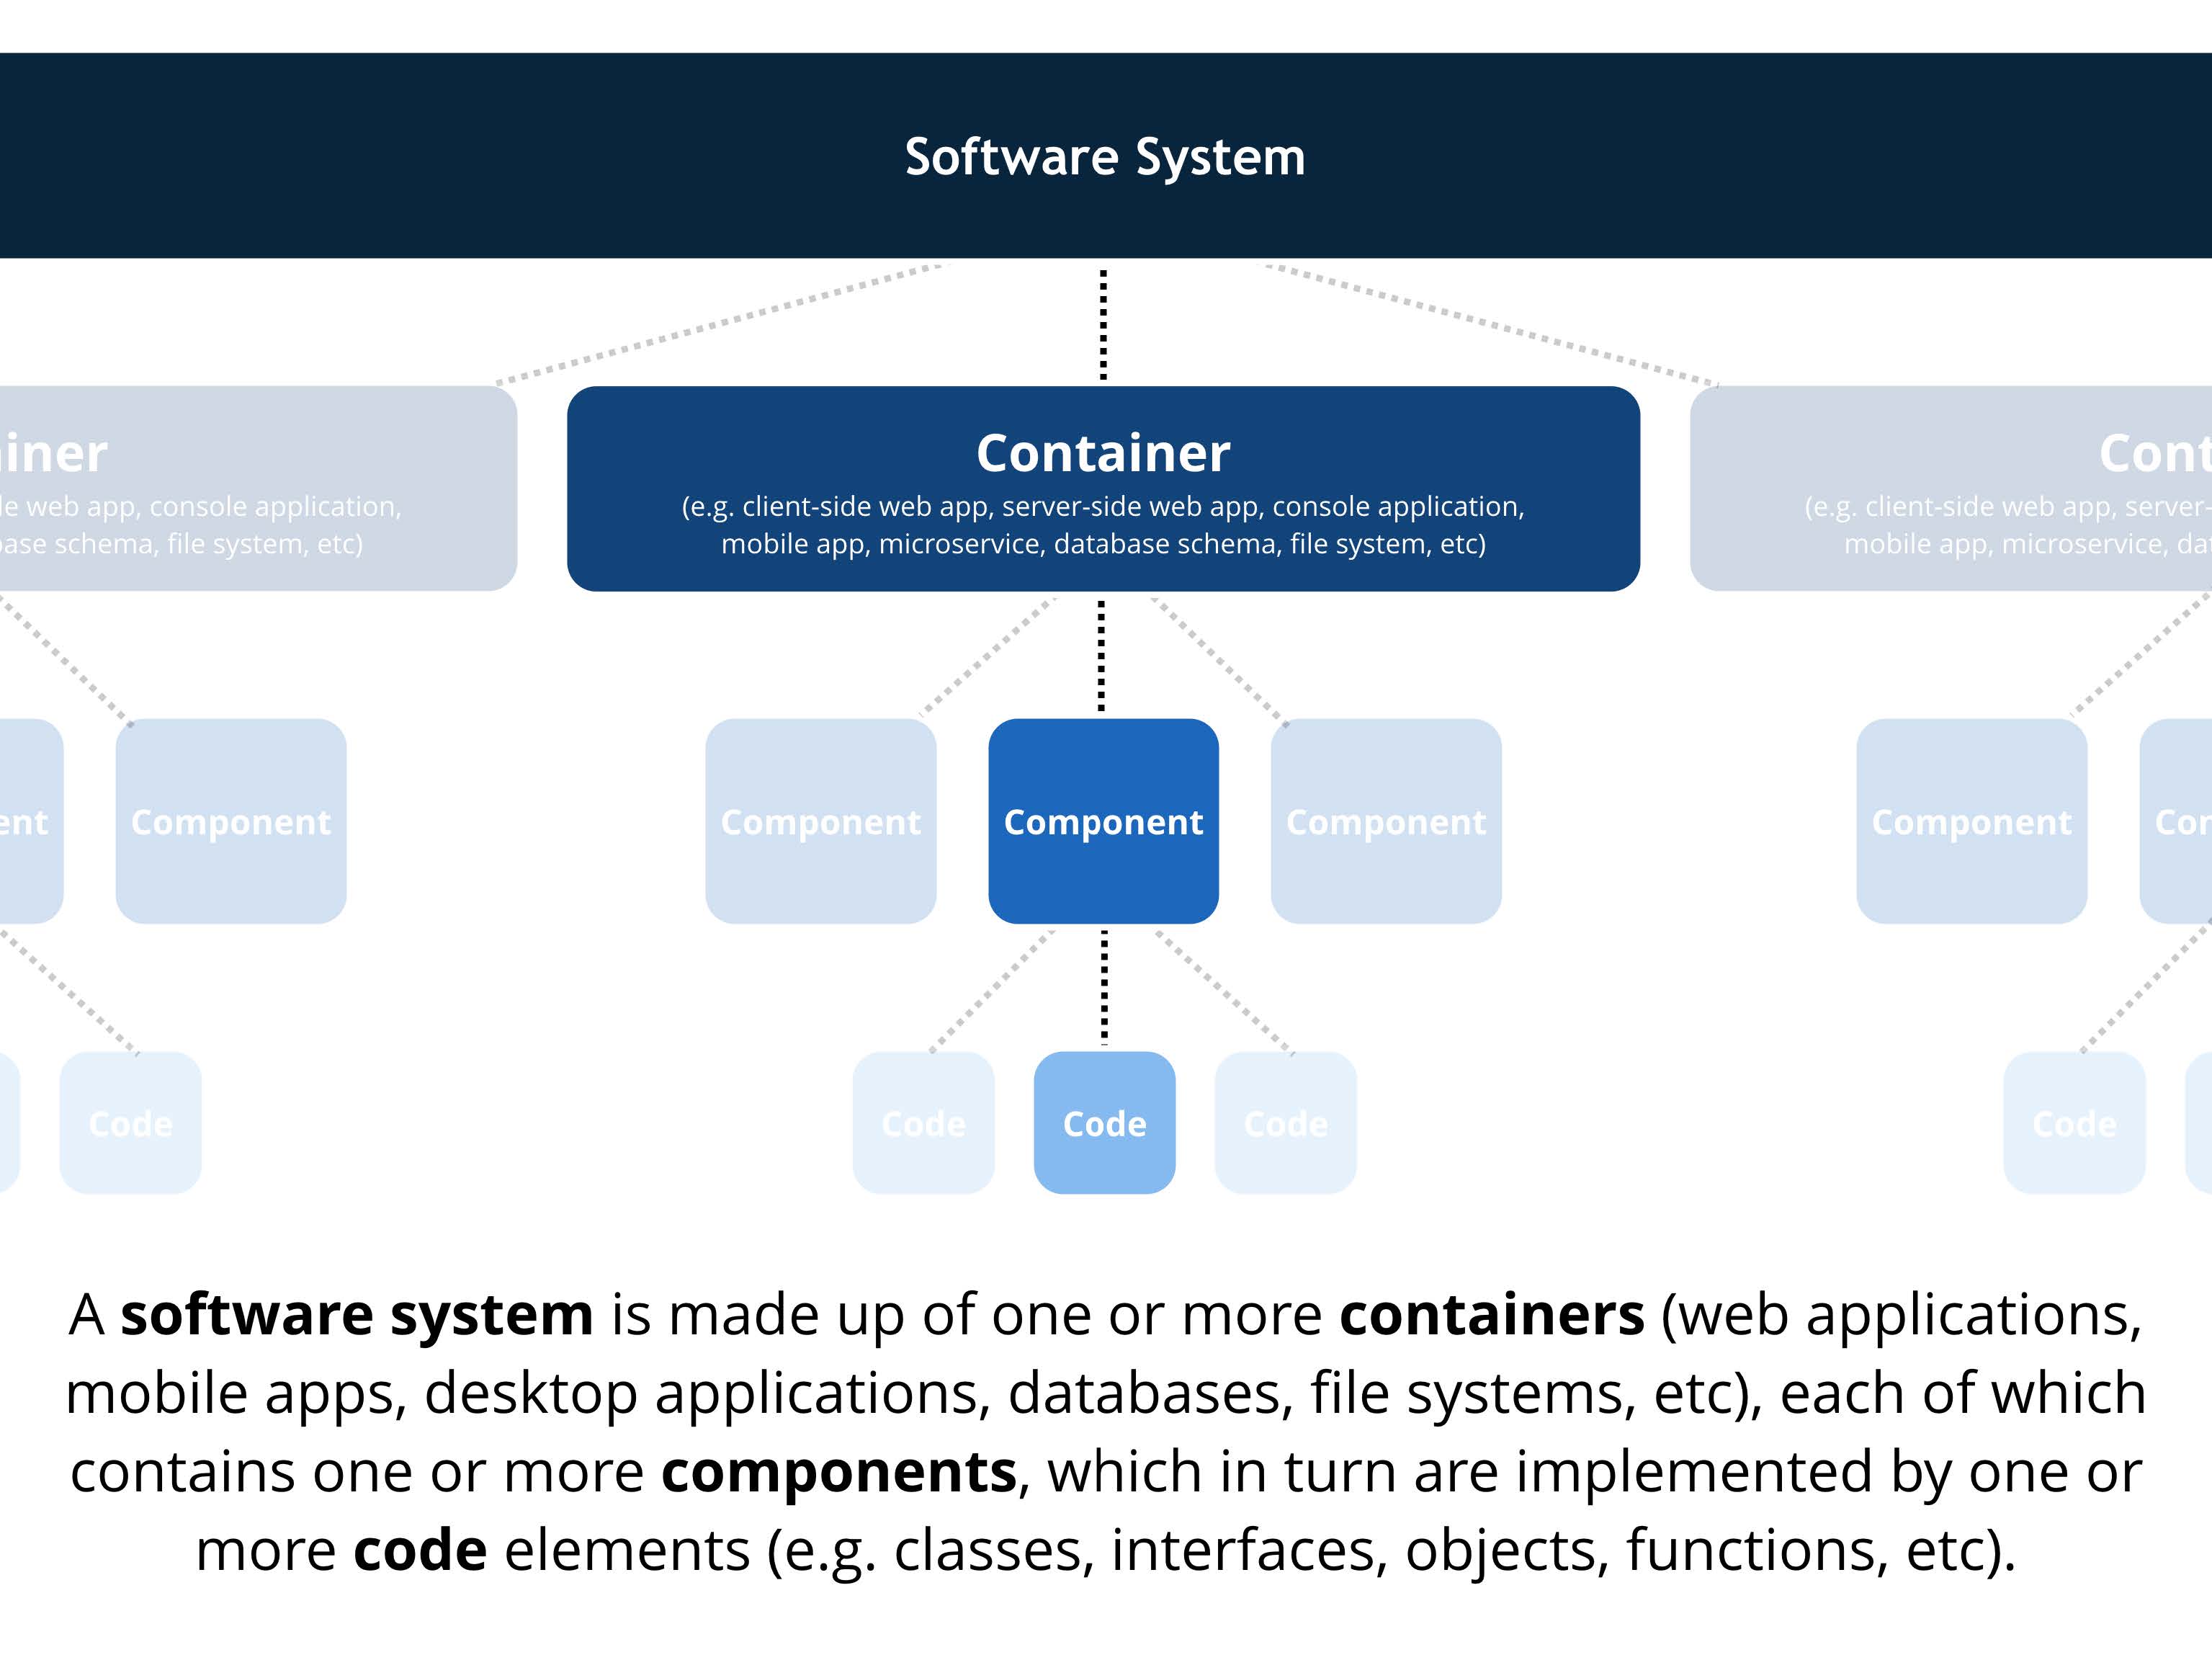 Software System
iner
le web app, console application,
ase schema, file system, etc)
Container
(e.g. client-side web app, server-side web app, console application,
mobile app, microservice, database schema, file system, etc)
Cont
(e.g. client-side web app, server-
mobile app, microservice, dat
ent
Component
Component
Component
Component
Component
Cor
Code
Code
Code
Code
Code
A software system is made up of one or more containers (web applications,
mobile apps, desktop applications, databases, file systems, etc), each of which
contains one or more components, which in turn are implemented by one or
more code elements (e.g. classes, interfaces, objects, functions, etc).